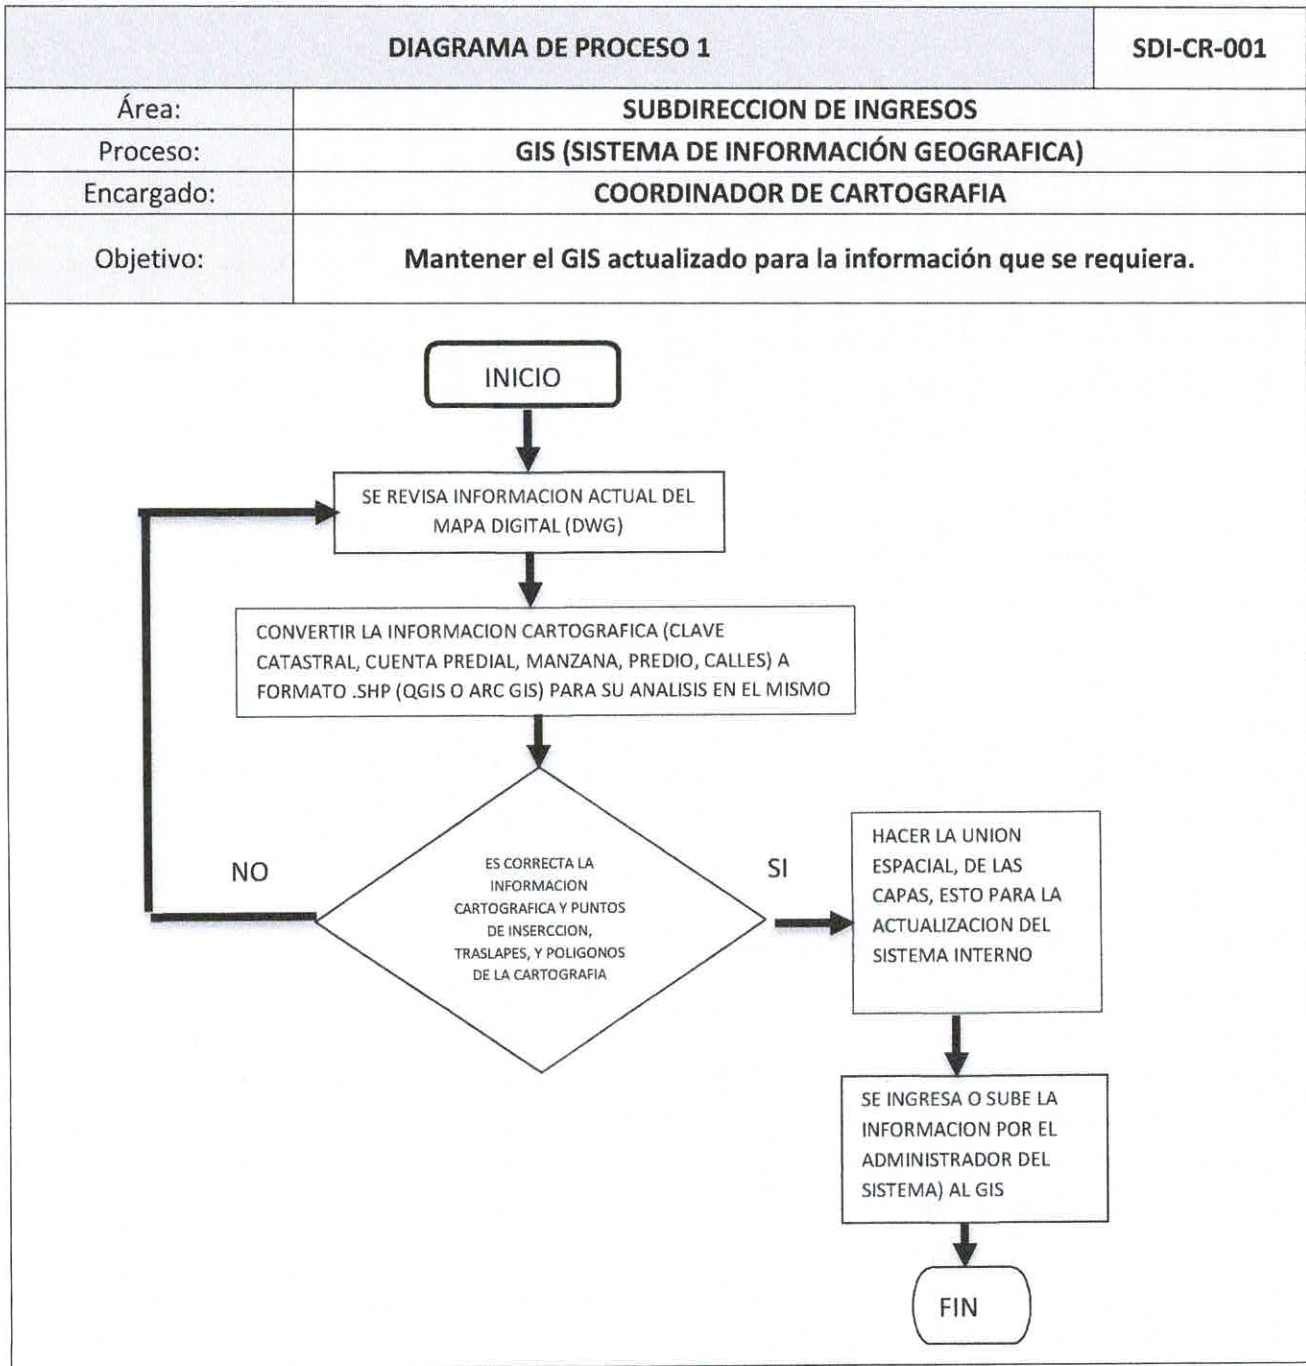 DIAGRAMA DE PROCESO 1
SDI-CR-001
Área:
SUBDIRECCION DE INGRESOS
Proceso:
GIS (SISTEMA DE INFORMACIÓN GEOGRAFICA)
Encargado:
COORDINADOR DE CARTOGRAFIA
Objetivo:
Mantener el GIS actualizado para la información que se requiera.
INICIO
SE REVISA INFORMACION ACTUAL DEL
MAPA DIGITAL (DWG)
CONVERTIR LA INFORMACION CARTOGRAFICA (CLAVE
CATASTRAL, CUENTA PREDIAL, MANZANA, PREDIO, CALLES) A
FORMATO .SHP (QGIS O ARC GIS) PARA SU ANALISIS EN EL MISMO
NO
ES CORRECTA LA
INFORMACION
CARTOGRAFICA Y PUNTOS
DE INSERCCION,
TRASLAPES, Y POLIGONOS
DE LA CARTOGRAFIA
SI
HACER LA UNION
ESPACIAL, DE LAS
CAPAS, ESTO PARA LA
ACTUALIZACION DEL
SISTEMA INTERNO
SE INGRESA O SUBE LA
INFORMACION POR EL
ADMINISTRADOR DEL
SISTEMA) AL GIS
FIN